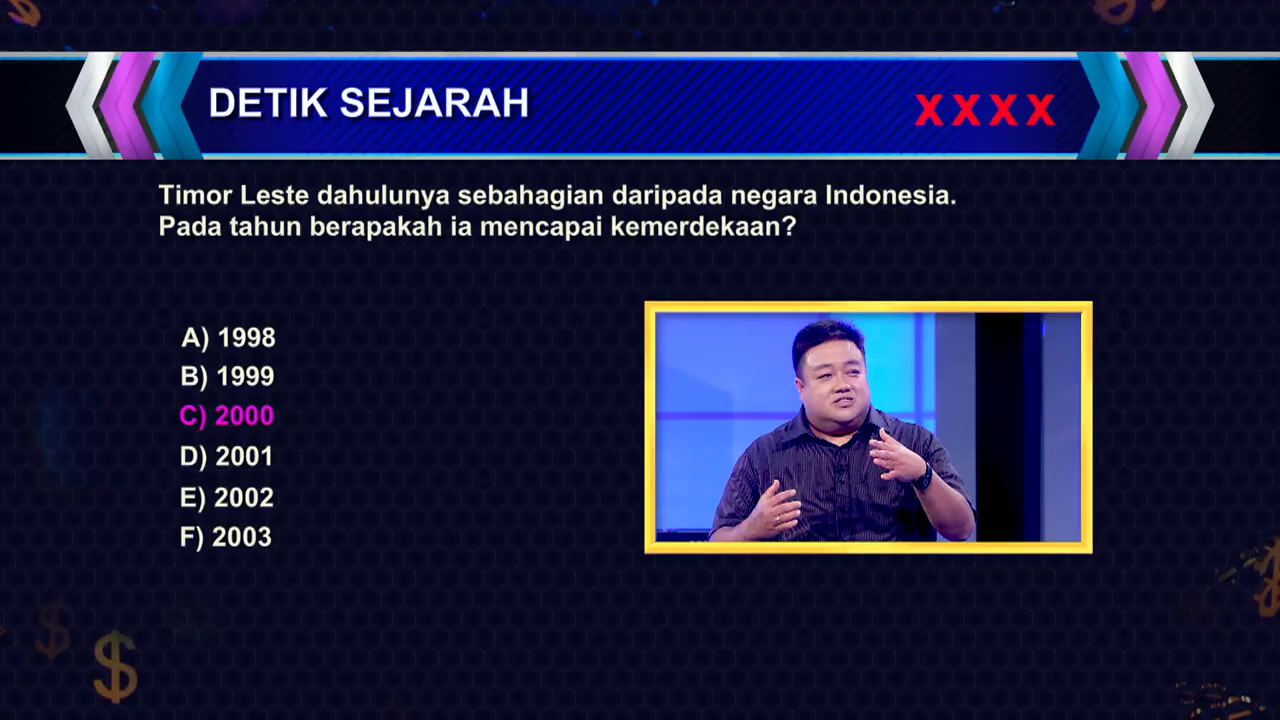 DETIK SEJARAH
X X X X
Timor Leste dahulunya sebahagian daripada negara Indonesia.
Pada tahun berapakah ia mencapai kemerdekaan?
A) 1998
B) 1999
C) 2000
D) 2001
E) 2002
F) 2003